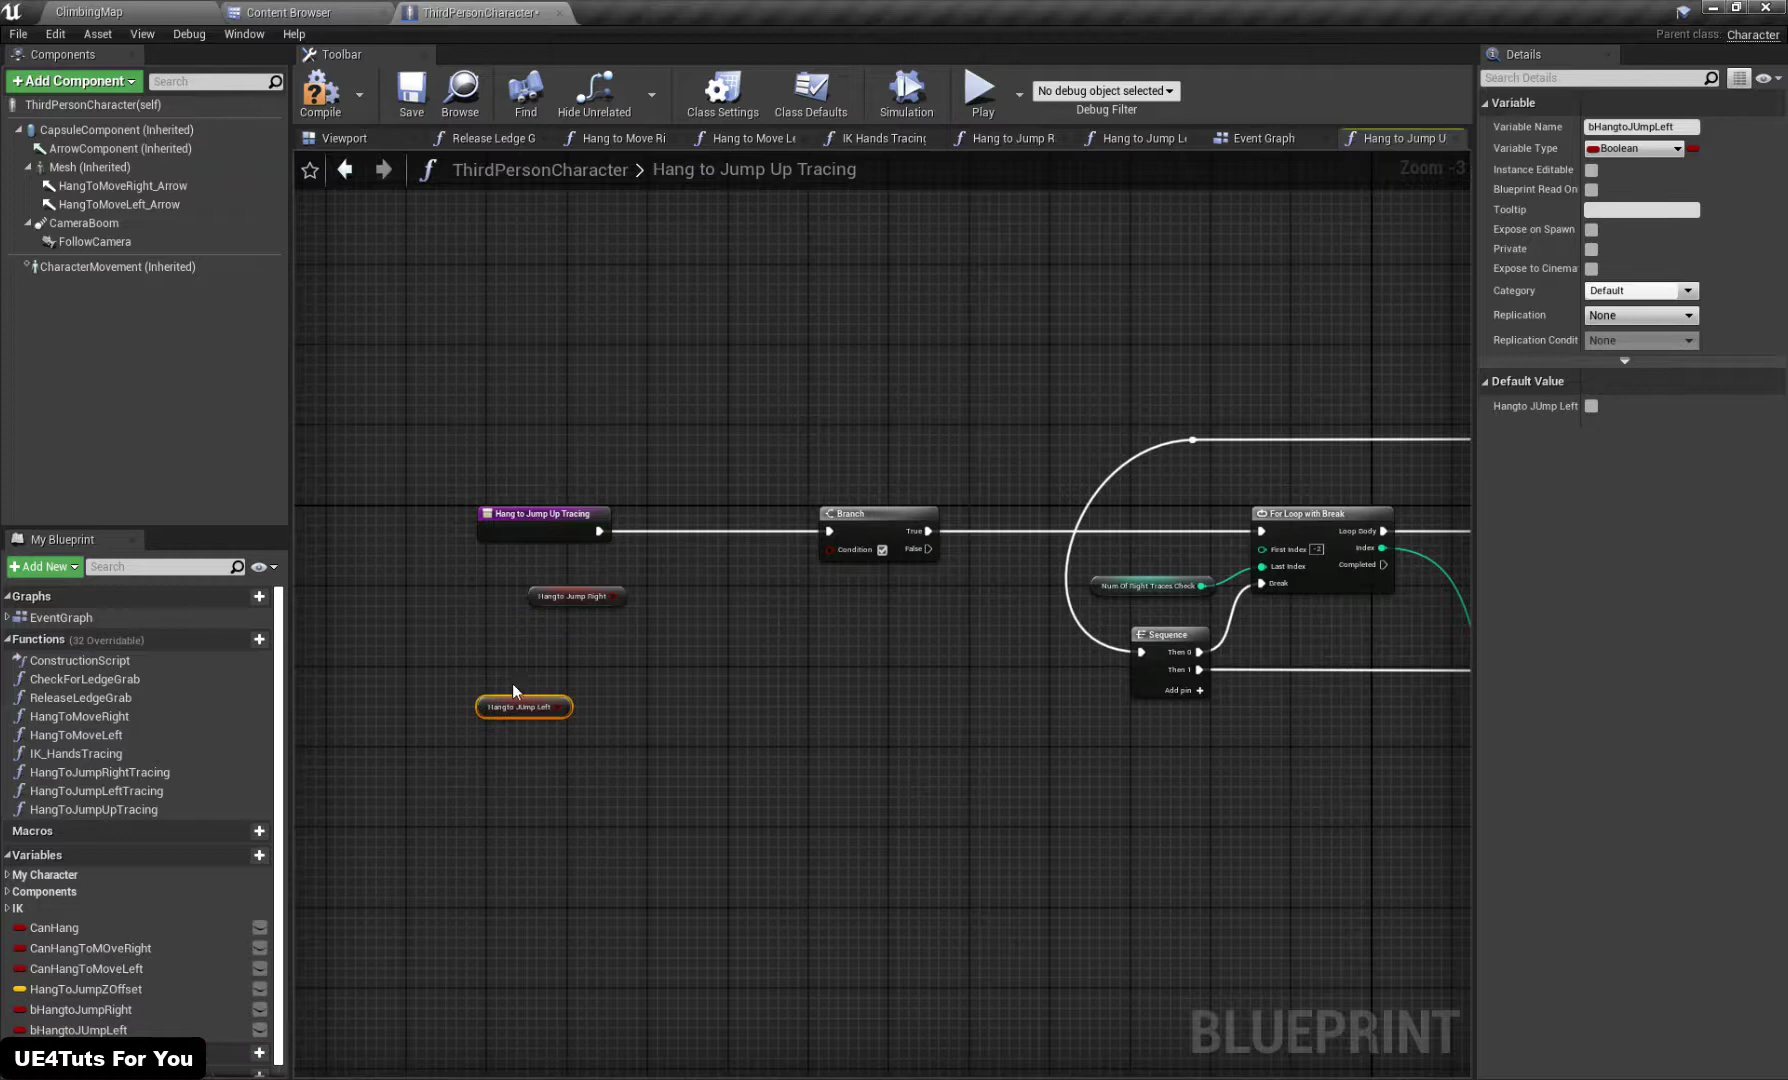 ClimbingMap
Content Browser
ThirdPersonCharacter*
File Edit Asset View Debug Window Help
Parent class: Character
Components
Toolbar
Details
+Add Component
Search
ThirdPersonCharacter(self)
CapsuleComponent (Inherited)
ArrowComponent (Inherited)
Mesh (Inherited)
HangToMoveRight_Arrow
HangToMoveLeft_Arrow
CameraBoom
FollowCamera
CharacterMovement (Inherited)
Compile Save Browse Find Hide Unrelated Class Settings Class Defaults Simulation Play
No debug object selected
Debug Filter
Viewport
Release Ledge G
Hang to Move Ri
Hang to Move Le
IK Hands Tracing
Hang to Jump R
Hang to Jump Le
Event Graph
Hang to Jump U
ThirdPersonCharacter > Hang to Jump Up Tracing
Zoom -3
Hang to Jump Up Tracing
Branch
True
Condition
False
Hangto Jump Right
Hangto JUmp Left
For Loop with Break
Loop Body
First Index -2
Index
Last Index
Completed
Break
Num Of Right Traces Check
Sequence
Then 0
Then 1
Add pin +
BLUEPRINT
My Blueprint
+Add New
Search
Graphs
EventGraph
Functions (32 Overridable)
ConstructionScript
CheckForLedgeGrab
ReleaseLedgeGrab
HangToMoveRight
HangToMoveLeft
IK_HandsTracing
HangToJumpRightTracing
HangToJumpLeftTracing
HangToJumpUpTracing
Macros
Variables
My Character
Components
IK
CanHang
CanHangToMOveRight
CanHangToMoveLeft
HangToJumpZOffset
bHangtoJumpRight
bHangtoJUmpLeft
UE4Tuts For You
Search Details
Variable
Variable Name bHangtoJUmpLeft
Variable Type Boolean
Instance Editable
Blueprint Read On
Tooltip
Expose on Spawn
Private
Expose to Cinema
Category Default
Replication None
Replication Condit None
Default Value
Hangto JUmp Left